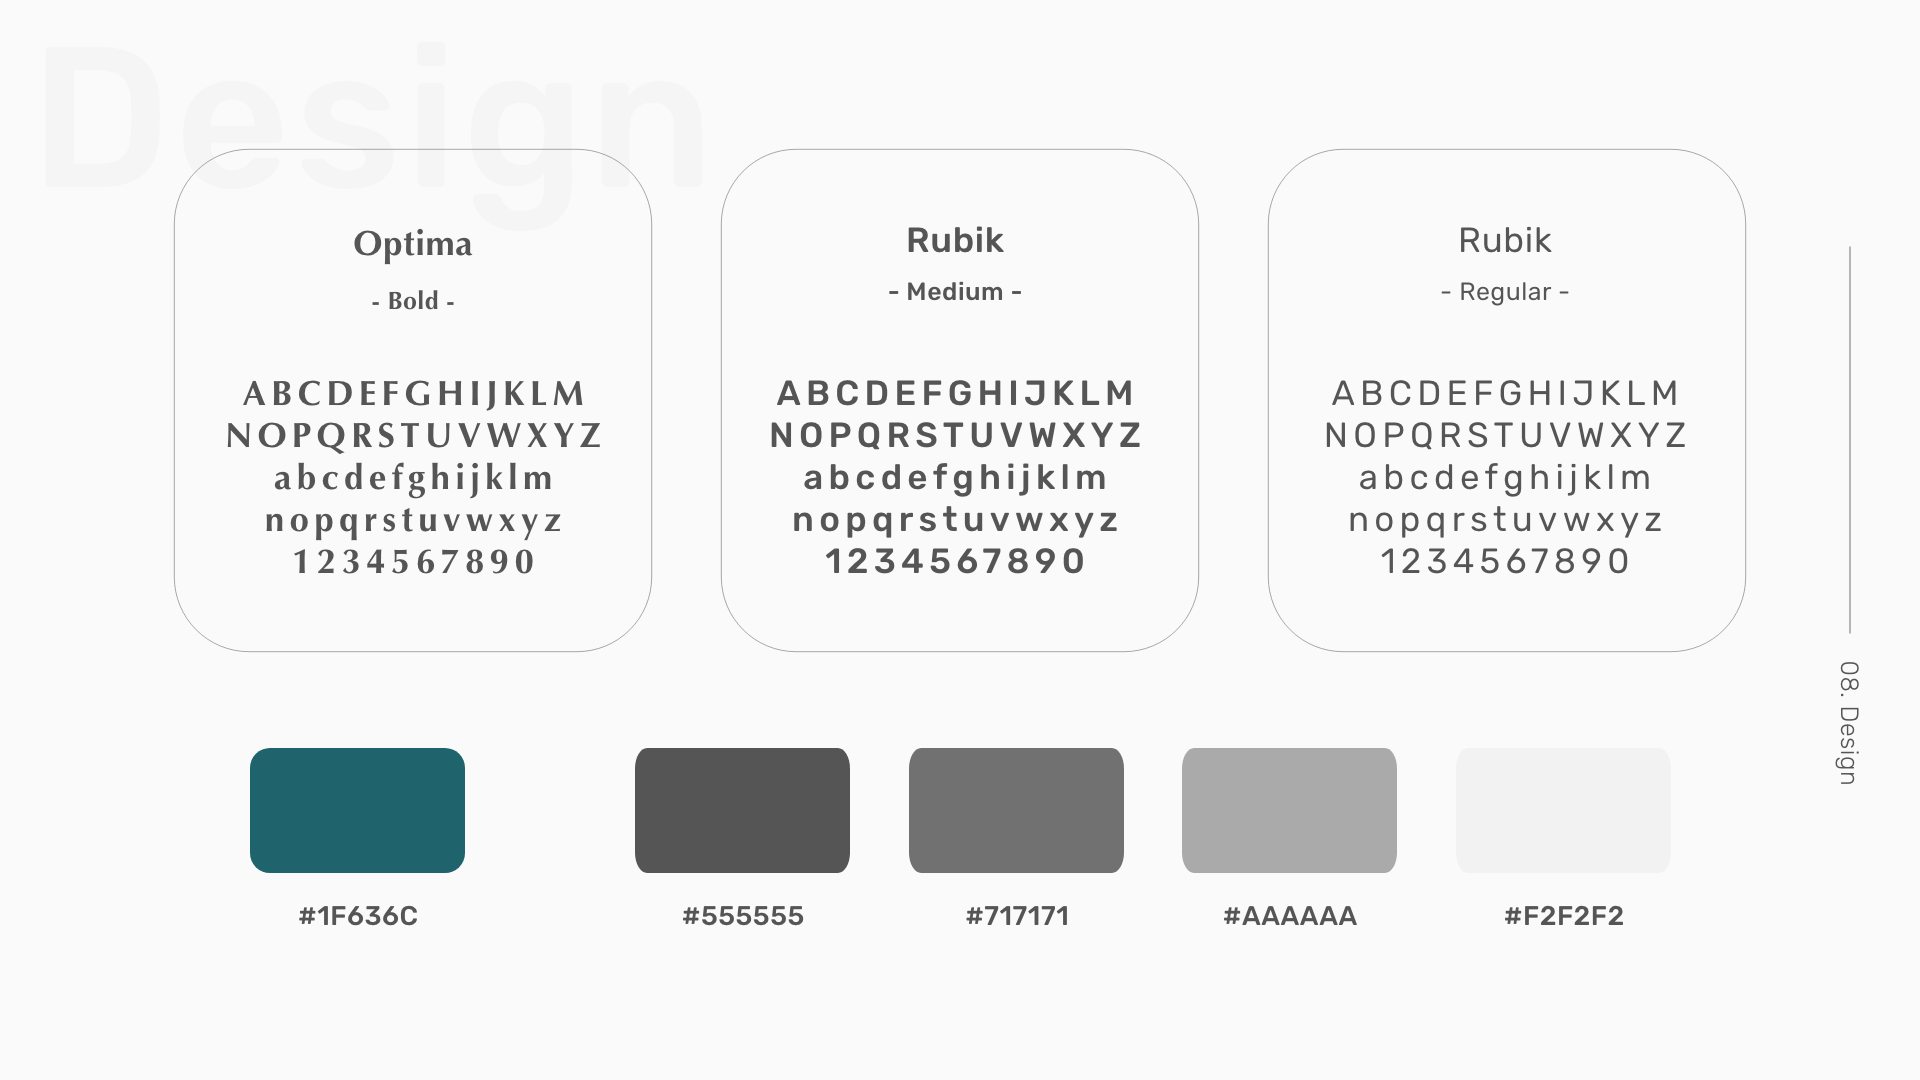 Design
Optima
- Bold -
ABCDEFGHIJKLM
NOPQRSTUVWXYZ
abcdefghijklm
nopqrstuvwxyz
1234567890
Rubik
- Medium -
ABCDEFGHIJKLM
NOPQRSTUVWXYZ
abcdefghijklm
nopqrstuvwxyz
1234567890
Rubik
- Regular -
ABCDEFGHIJKLM
NOPQRSTUVWXYZ
abcdefghijklm
nopqrstuvwxyz
1234567890
#1F636C
#555555
#717171
#AAAAAA
#F2F2F2
08. Design